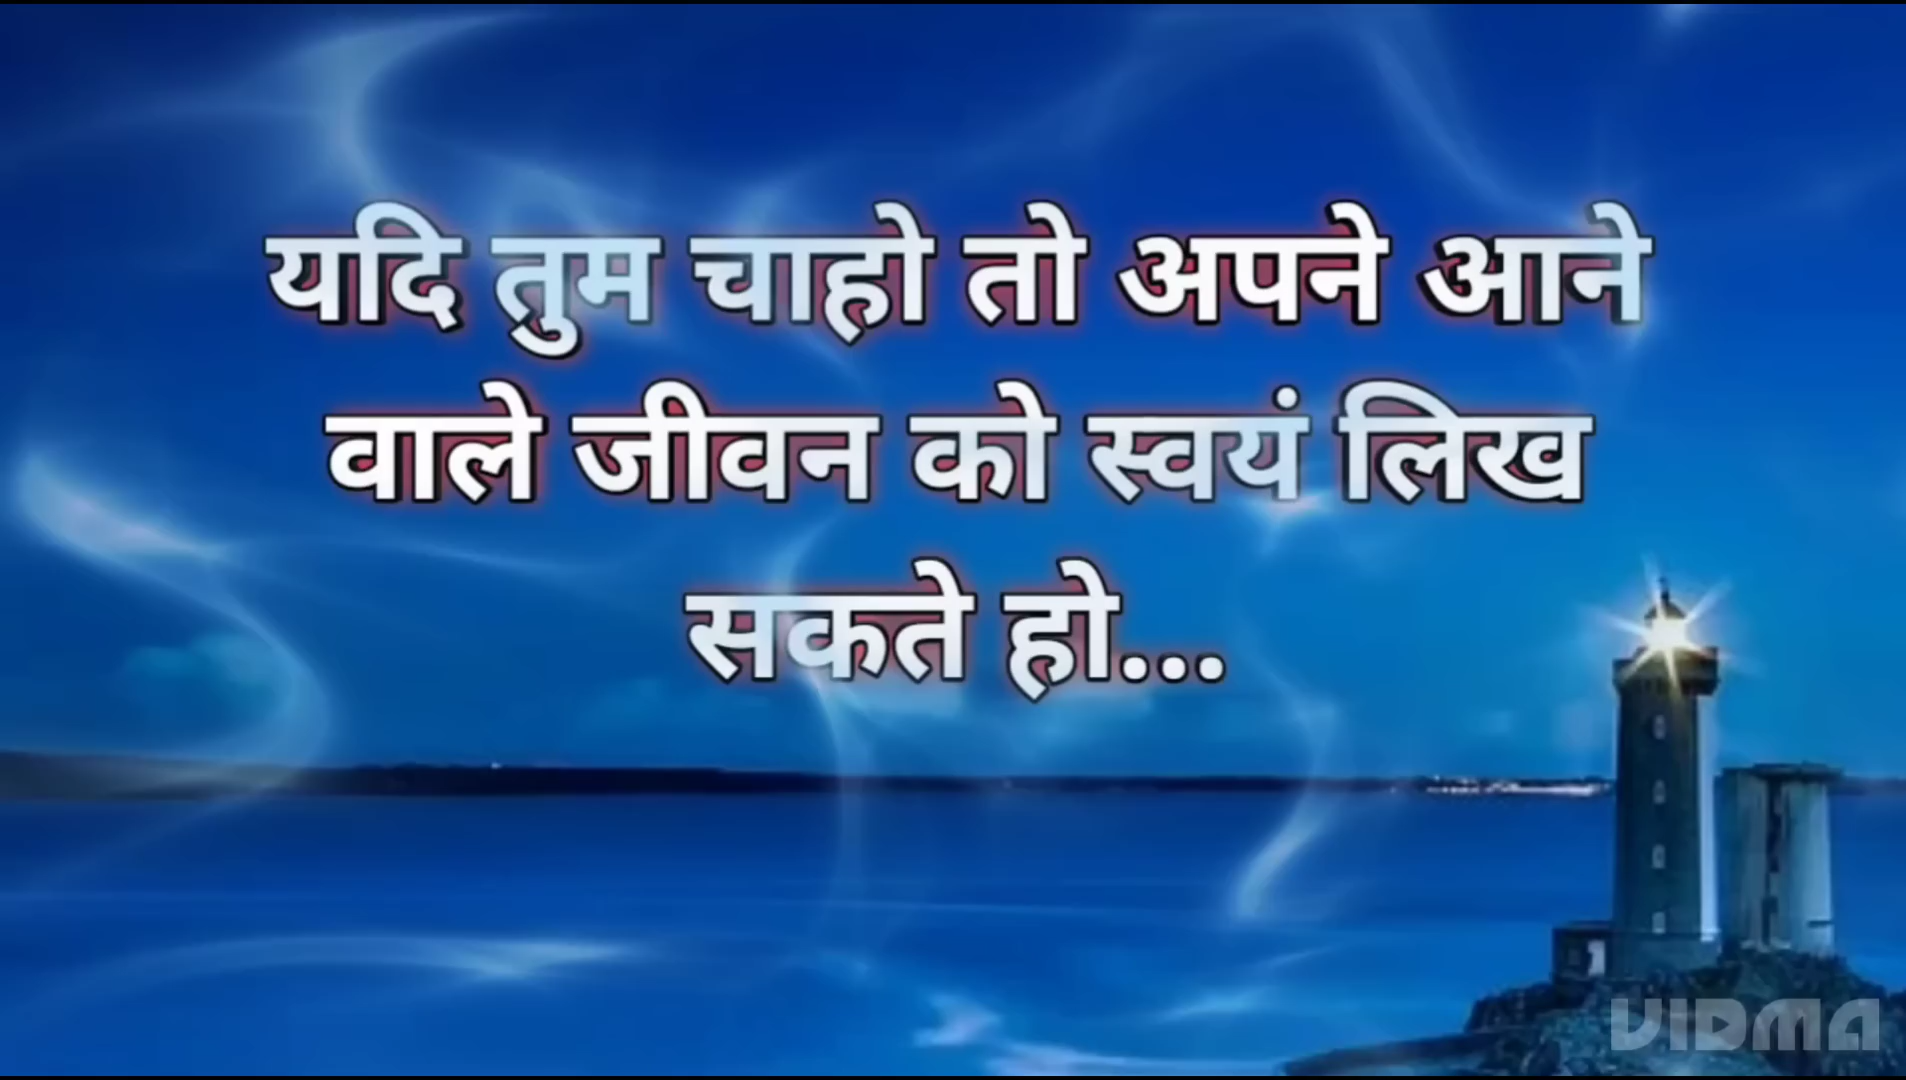 यदि तुम चाहो तो अपने आने
वाले जीवन को स्वयं लिख
सकते हो...
VIDMA